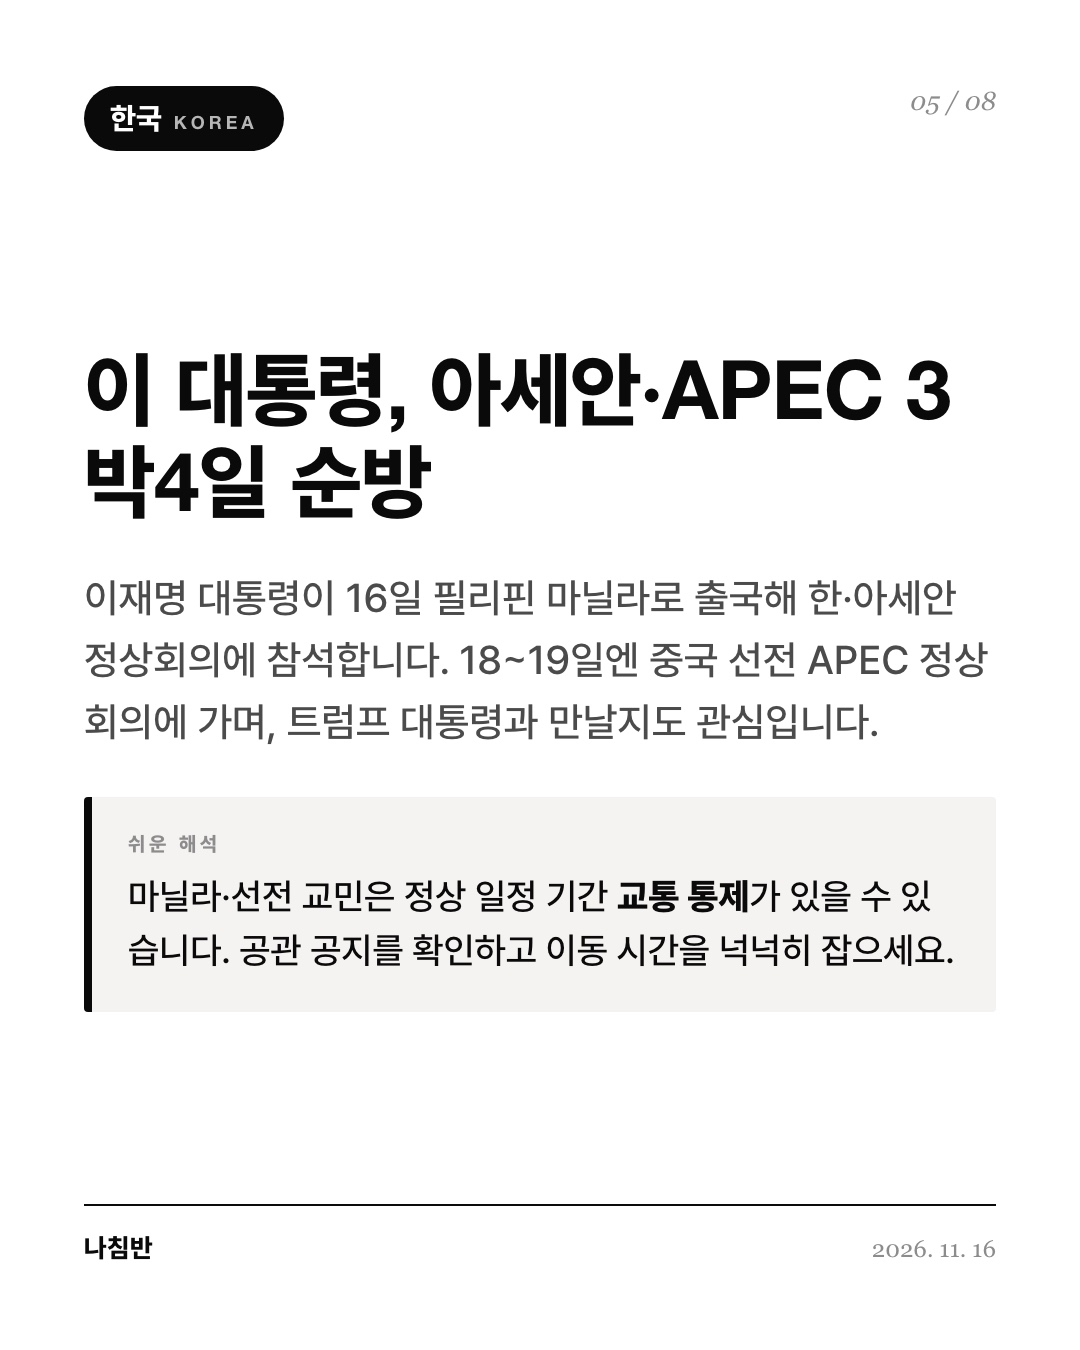 한국 KOREA
05 / 08
이 대통령, 아세안·APEC 3
박4일 순방
이재명 대통령이 16일 필리핀 마닐라로 출국해 한·아세안
정상회의에 참석합니다. 18~19일엔 중국 선전 APEC 정상
회의에 가며, 트럼프 대통령과 만날지도 관심입니다.
쉬운 해석
마닐라·선전 교민은 정상 일정 기간 교통 통제가 있을 수 있
습니다. 공관 공지를 확인하고 이동 시간을 넉넉히 잡으세요.
나침반
2026. 11. 16